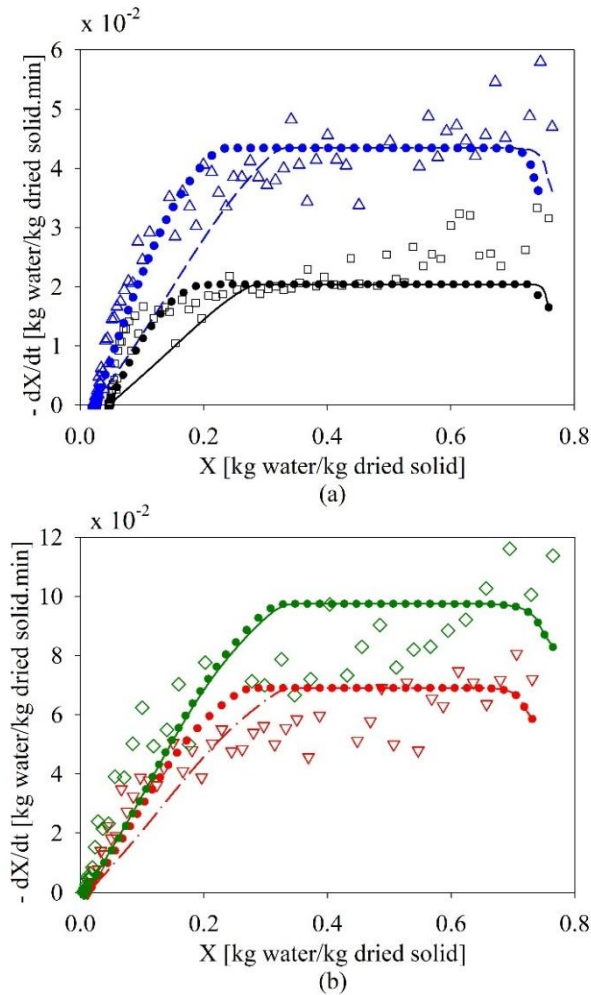 x 10-2
6
5
4
3
2
1
0
- dX/dt [kg water/kg dried solid.min]
0.0 0.2 0.4 0.6 0.8
X [kg water/kg dried solid]
(a)
x 10-2
12
10
8
6
4
2
0
- dX/dt [kg water/kg dried solid.min]
0.0 0.2 0.4 0.6 0.8
X [kg water/kg dried solid]
(b)